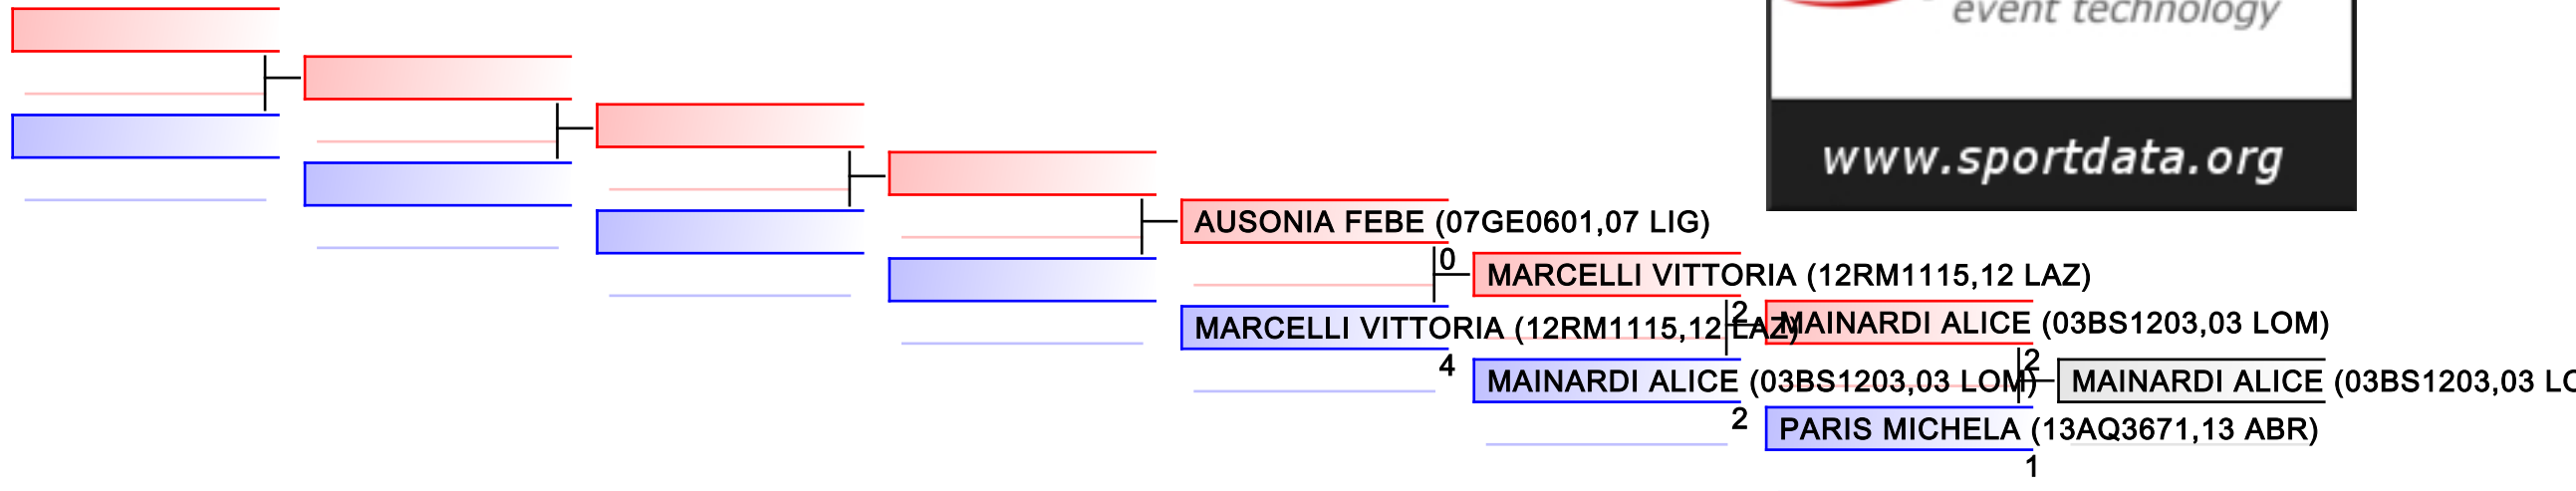 event technology
www.sportdata.org
AUSONIA FEBE (07GE0601,07 LIG)
0
MARCELLI VITTORIA (12RM1115,12 LAZ)
MARCELLI VITTORIA (12RM1115,12 LAZ)
4
2
MAINARDI ALICE (03BS1203,03 LOM)
MAINARDI ALICE (03BS1203,03 LOM)
2
2
MAINARDI ALICE (03BS1203,03 LO
PARIS MICHELA (13AQ3671,13 ABR)
1